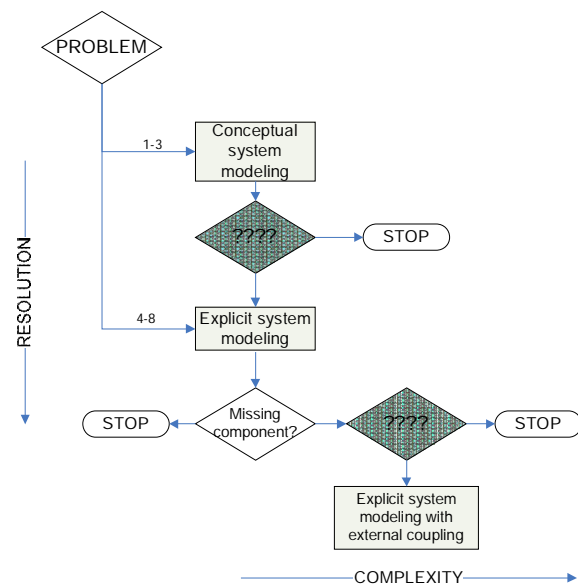 PROBLEM
1-3
Conceptual
system
modeling
????
STOP
RESOLUTION
4-8
Explicit system
modeling
STOP
Missing
component?
????
STOP
Explicit system
modeling with
external coupling
COMPLEXITY